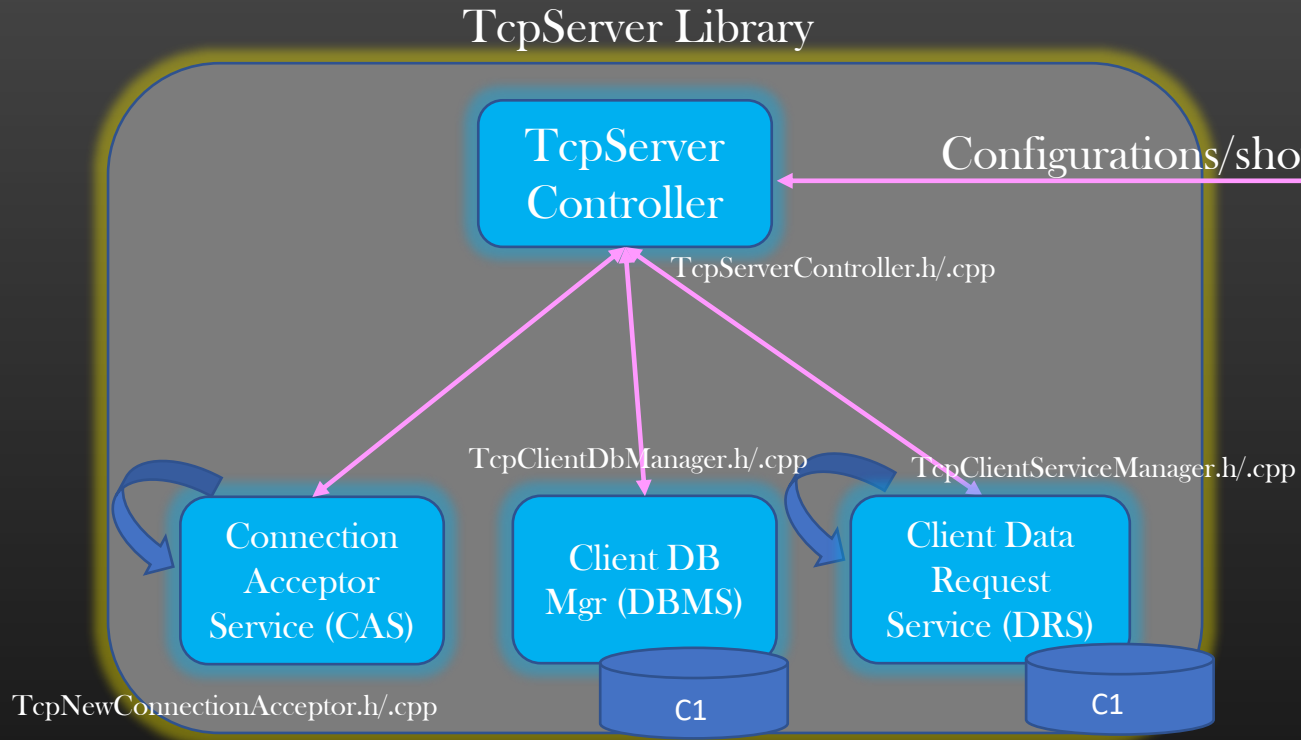 TcpServer Library
TcpServer
Controller
Configurations/sho
TcpServerController.h/.cpp
TcpClientDbManager.h/.cpp
TcpClientServiceManager.h/.cpp
Connection
Acceptor
Service (CAS)
Client DB
Mgr (DBMS)
Client Data
Request
Service (DRS)
TcpNewConnectionAcceptor.h/.cpp
C1
C1